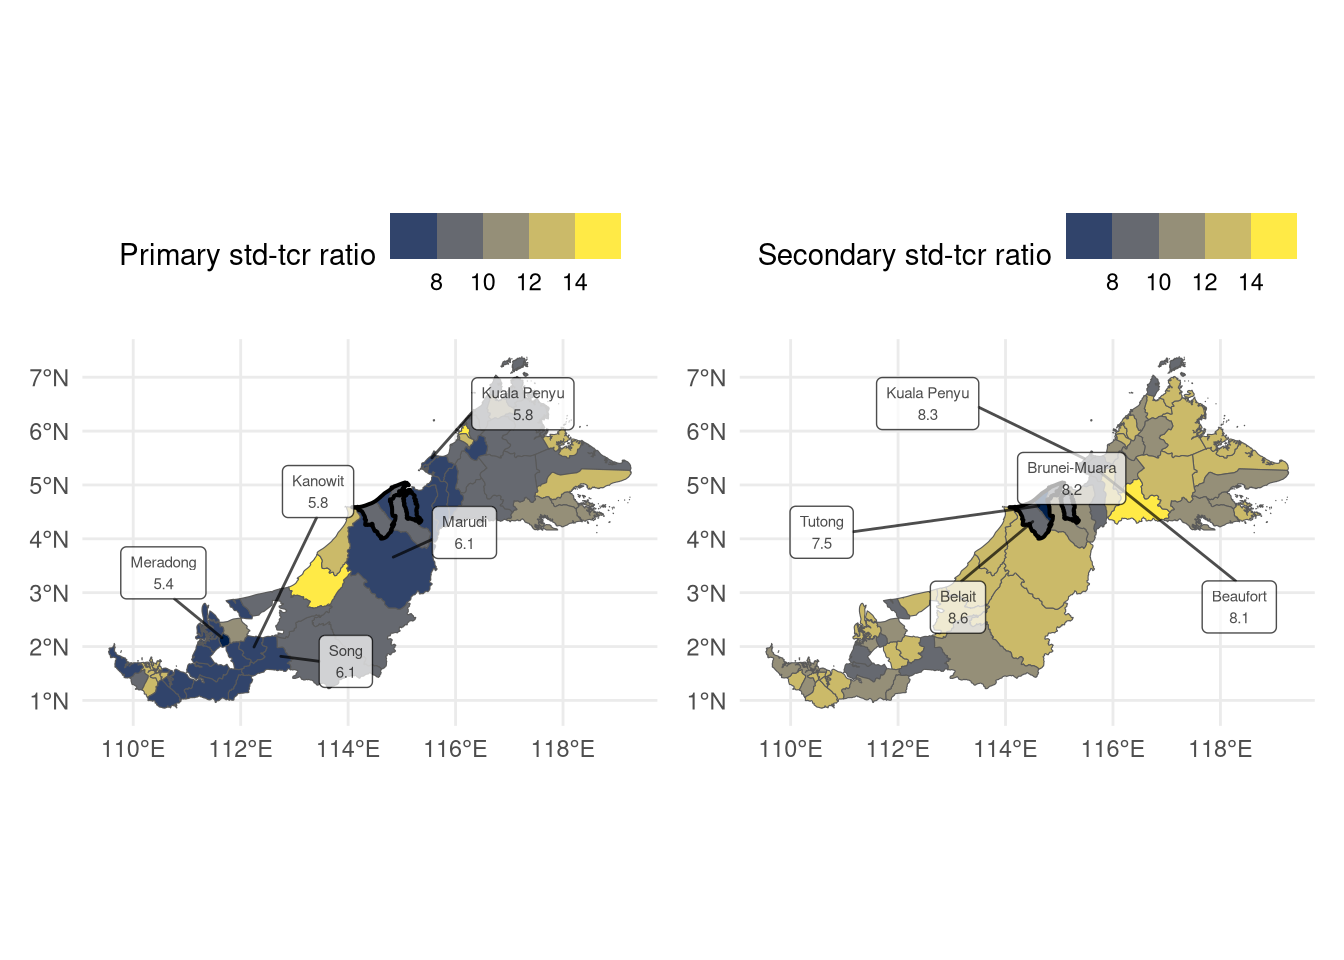 Primary std-tcr ratio
8 10 12 14
7°N
6°N
5°N
4°N
3°N
2°N
1°N
110°E 112°E 114°E 116°E 118°E
Kuala Penyu
5.8
Kanowit
5.8
Marudi
6.1
Meradong
5.4
Song
6.1
Secondary std-tcr ratio
8 10 12 14
7°N
6°N
5°N
4°N
3°N
2°N
1°N
110°E 112°E 114°E 116°E 118°E
Kuala Penyu
8.3
Brunei-Muara
8.2
Tutong
7.5
Belait
8.6
Beaufort
8.1